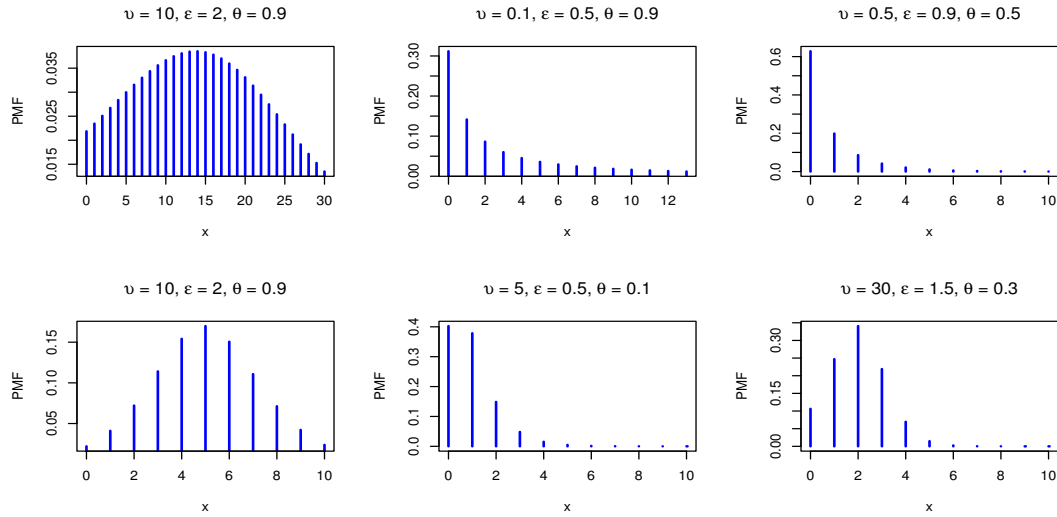 υ = 10, ε = 2, θ = 0.9
PMF
0.015 0.025 0.035
0 5 10 15 20 25 30
x
υ = 0.1, ε = 0.5, θ = 0.9
PMF
0.00 0.10 0.20 0.30
0 2 4 6 8 10 12
x
υ = 0.5, ε = 0.9, θ = 0.5
PMF
0.0 0.2 0.4 0.6
0 2 4 6 8 10
x
υ = 10, ε = 2, θ = 0.9
PMF
0.05 0.10 0.15
0 2 4 6 8 10
x
υ = 5, ε = 0.5, θ = 0.1
PMF
0.0 0.1 0.2 0.3 0.4
0 2 4 6 8 10
x
υ = 30, ε = 1.5, θ = 0.3
PMF
0.00 0.15 0.30
0 2 4 6 8 10
x